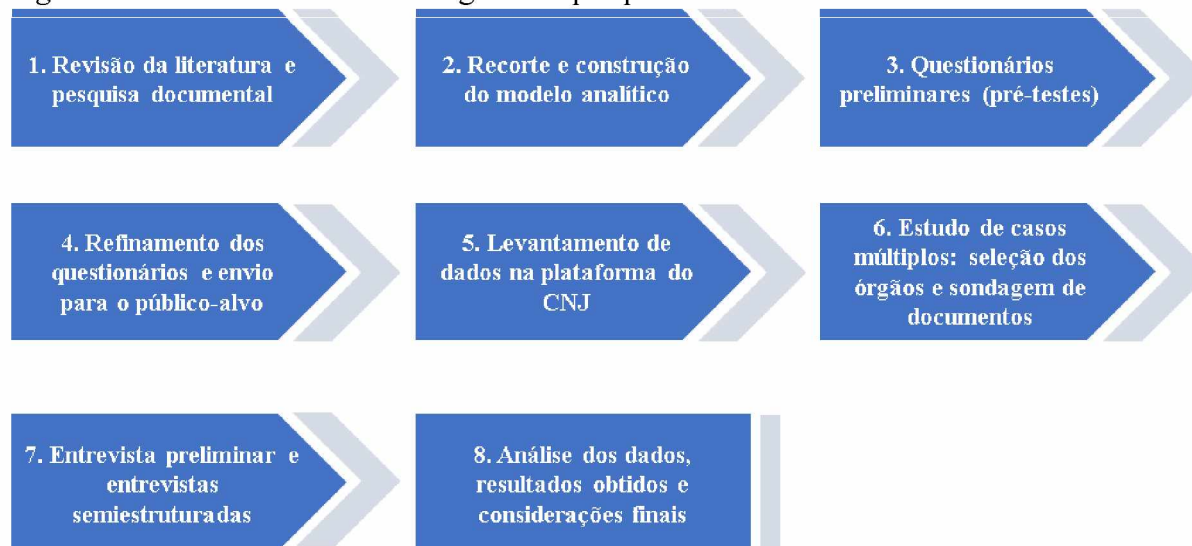 1. Revisão da literatura e
pesquisa documental
2. Recorte e construção
do modelo analítico
3. Questionários
preliminares (pré-testes)
4. Refinamento dos
questionários e envio
para o público-alvo
5. Levantamento de
dados na plataforma do
CNJ
6. Estudo de casos
múltiplos: seleção dos
órgãos e sondagem de
documentos
7. Entrevista preliminar e
entrevistas
semiestruturadas
8. Análise dos dados,
resultados obtidos e
considerações finais